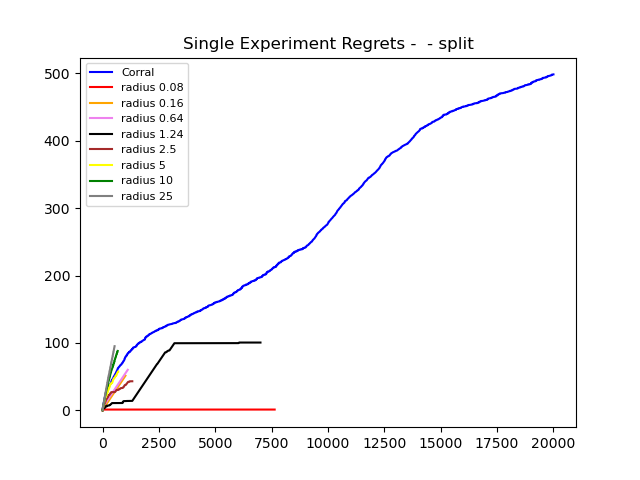 Single Experiment Regrets -  - split
Corral
radius 0.08
radius 0.16
radius 0.64
radius 1.24
radius 2.5
radius 5
radius 10
radius 25
500
400
300
200
100
0
0 2500 5000 7500 10000 12500 15000 17500 20000